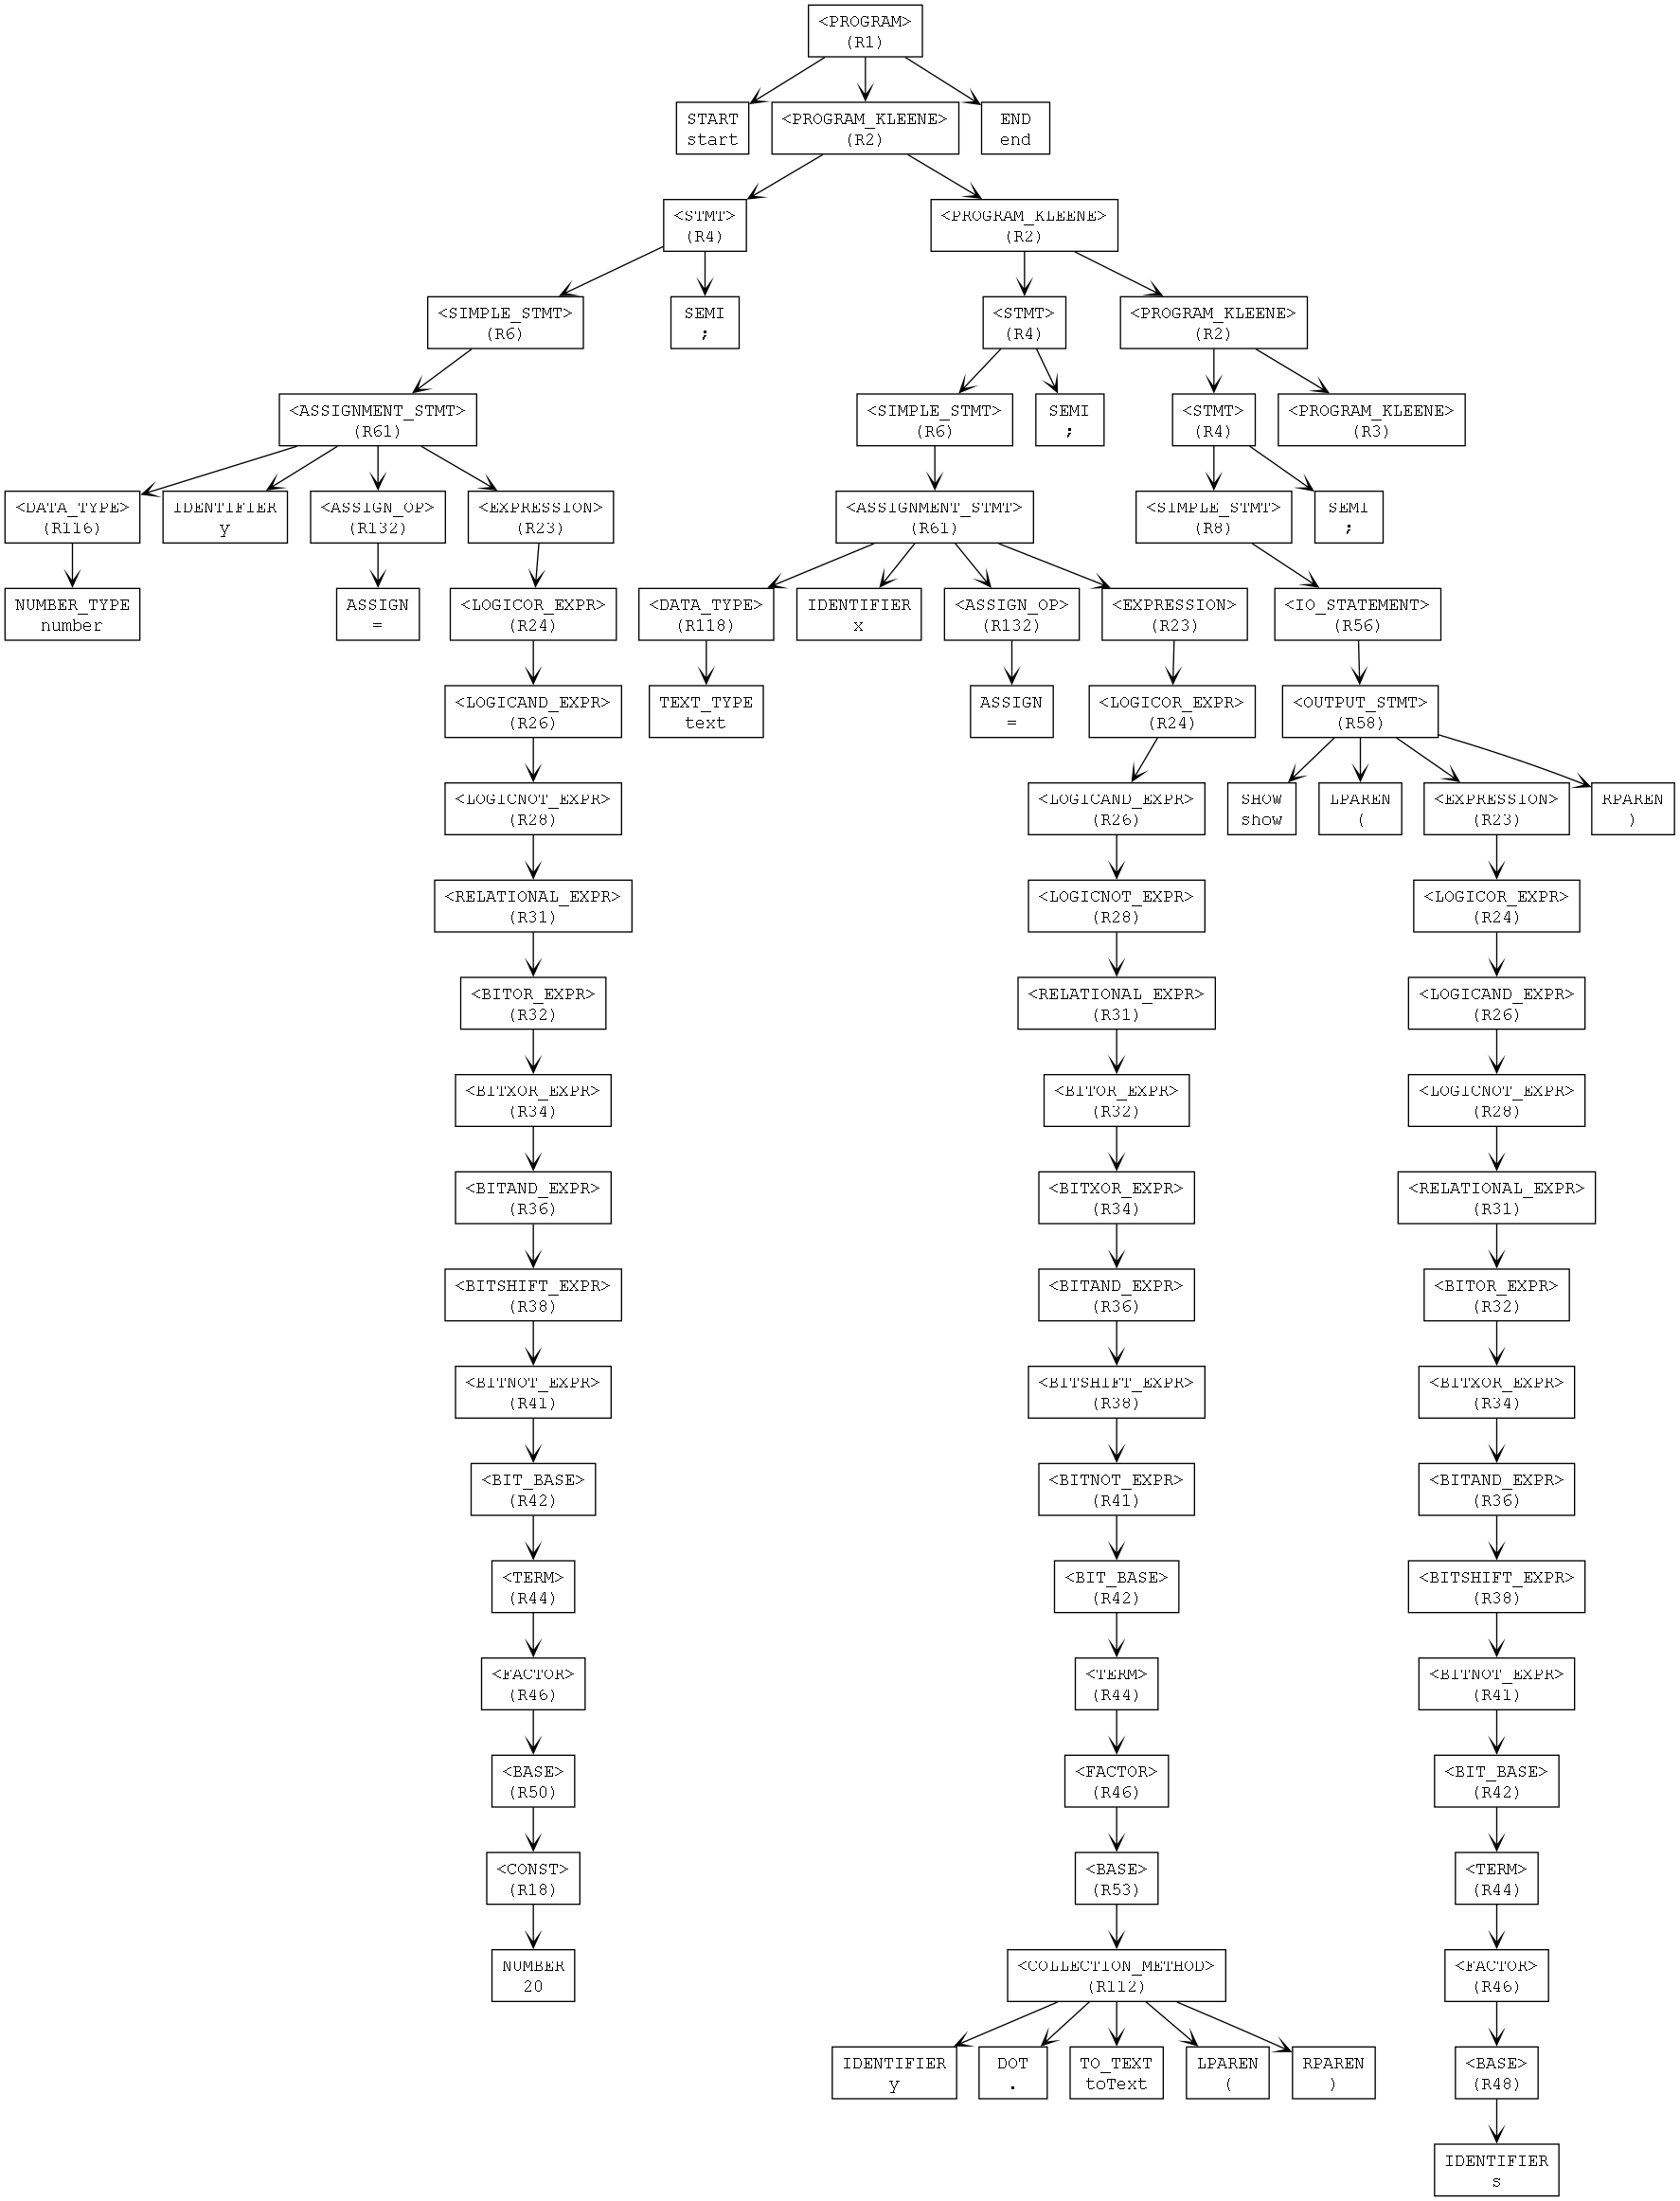 <PROGRAM>
(R1)
START
start
<PROGRAM_KLEENE>
(R2)
END
end
<STMT>
(R4)
<PROGRAM_KLEENE>
(R2)
<SIMPLE_STMT>
(R6)
SEMI
;
<STMT>
(R4)
<PROGRAM_KLEENE>
(R2)
<ASSIGNMENT_STMT>
(R61)
<SIMPLE_STMT>
(R6)
SEMI
;
<STMT>
(R4)
<PROGRAM_KLEENE>
(R3)
<DATA_TYPE>
(R116)
IDENTIFIER
y
<ASSIGN_OP>
(R132)
<EXPRESSION>
(R23)
<ASSIGNMENT_STMT>
(R61)
<SIMPLE_STMT>
(R8)
SEMI
;
NUMBER_TYPE
number
ASSIGN
=
<LOGICOR_EXPR>
(R24)
<DATA_TYPE>
(R118)
IDENTIFIER
x
<ASSIGN_OP>
(R132)
<EXPRESSION>
(R23)
<IO_STATEMENT>
(R56)
<LOGICAND_EXPR>
(R26)
TEXT_TYPE
text
ASSIGN
=
<LOGICOR_EXPR>
(R24)
<OUTPUT_STMT>
(R58)
<LOGICNOT_EXPR>
(R28)
<LOGICAND_EXPR>
(R26)
SHOW
show
LPAREN
(
<EXPRESSION>
(R23)
RPAREN
)
<RELATIONAL_EXPR>
(R31)
<LOGICNOT_EXPR>
(R28)
<LOGICOR_EXPR>
(R24)
<BITOR_EXPR>
(R32)
<RELATIONAL_EXPR>
(R31)
<LOGICAND_EXPR>
(R26)
<BITXOR_EXPR>
(R34)
<BITOR_EXPR>
(R32)
<LOGICNOT_EXPR>
(R28)
<BITAND_EXPR>
(R36)
<BITXOR_EXPR>
(R34)
<RELATIONAL_EXPR>
(R31)
<BITSHIFT_EXPR>
(R38)
<BITAND_EXPR>
(R36)
<BITOR_EXPR>
(R32)
<BITNOT_EXPR>
(R41)
<BITSHIFT_EXPR>
(R38)
<BITXOR_EXPR>
(R34)
<BIT_BASE>
(R42)
<BITNOT_EXPR>
(R41)
<BITAND_EXPR>
(R36)
<TERM>
(R44)
<BIT_BASE>
(R42)
<BITSHIFT_EXPR>
(R38)
<FACTOR>
(R46)
<TERM>
(R44)
<BITNOT_EXPR>
(R41)
<BASE>
(R50)
<FACTOR>
(R46)
<BIT_BASE>
(R42)
<CONST>
(R18)
<BASE>
(R53)
<TERM>
(R44)
NUMBER
20
<COLLECTION_METHOD>
(R112)
<FACTOR>
(R46)
IDENTIFIER
y
DOT
.
TO_TEXT
toText
LPAREN
(
RPAREN
)
<BASE>
(R48)
IDENTIFIER
s